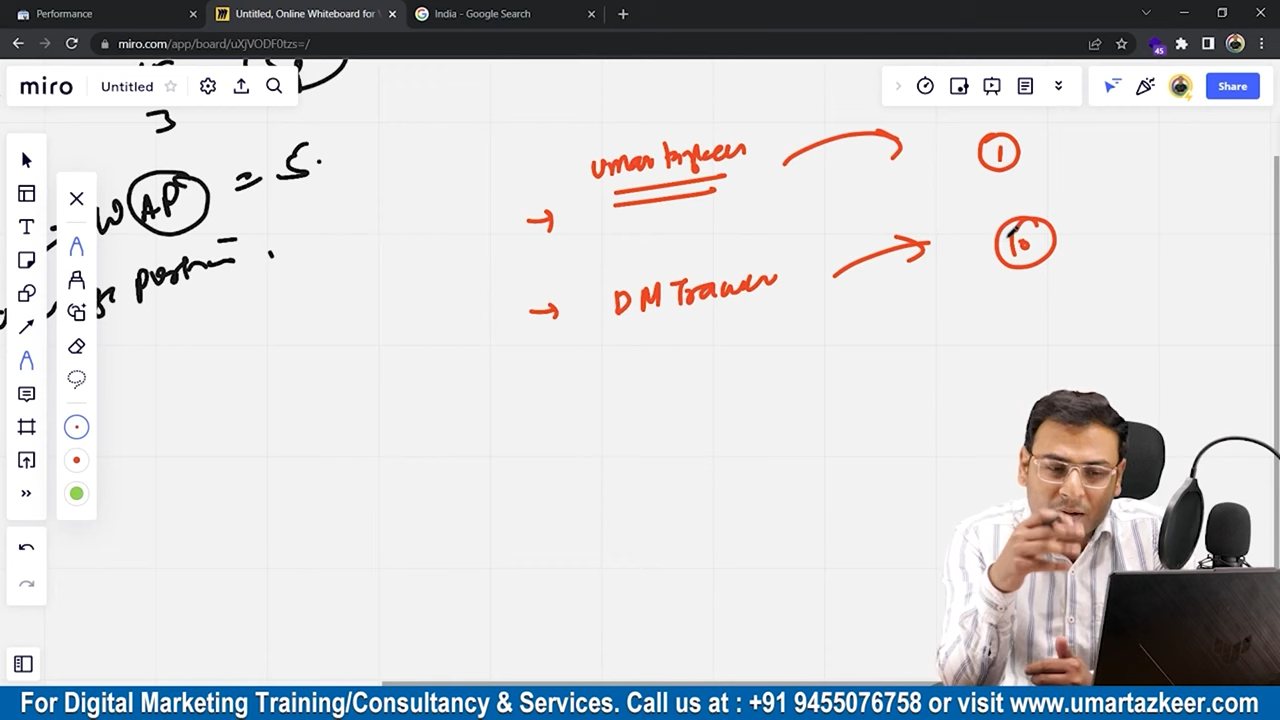 Performance
Untitled, Online Whiteboard for V
India - Google Search
miro.com/app/board/uXjVODF0tzs=/
45
miro
Untitled
Share
3
WAP = 5.
Umar Tazkeer
1
10
DM Trainer
For Digital Marketing Training/Consultancy & Services. Call us at : +91 9455076758 or visit www.umartazkeer.com